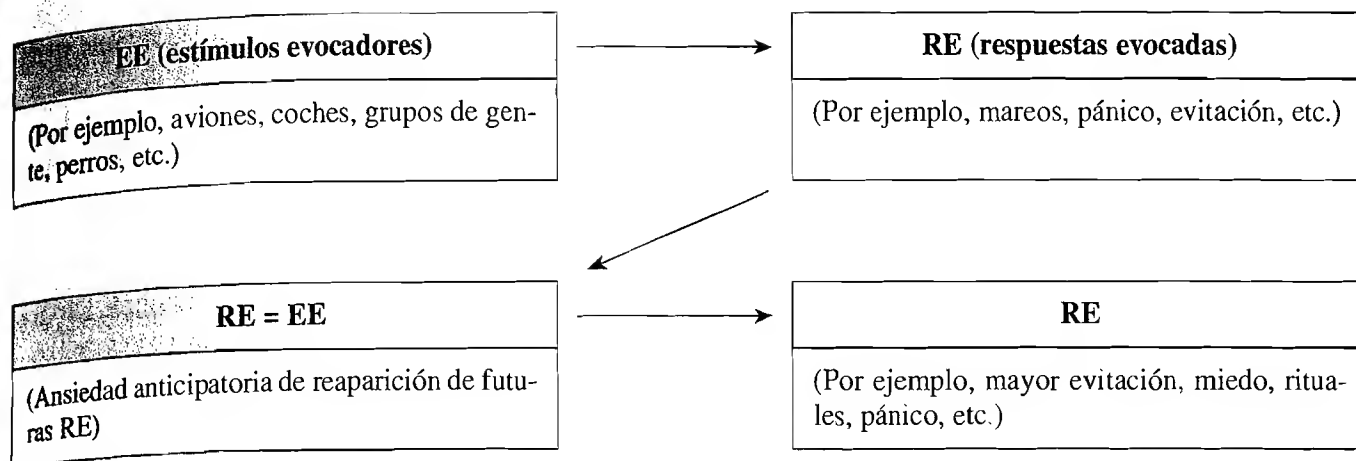 EE (estímulos evocadores)
(Por ejemplo, aviones, coches, grupos de gen-
te, perros, etc.)
RE (respuestas evocadas)
(Por ejemplo, mareos, pánico, evitación, etc.)
RE = EE
(Ansiedad anticipatoria de reaparición de futu-
ras RE)
RE
(Por ejemplo, mayor evitación, miedo, ritua-
les, pánico, etc.)